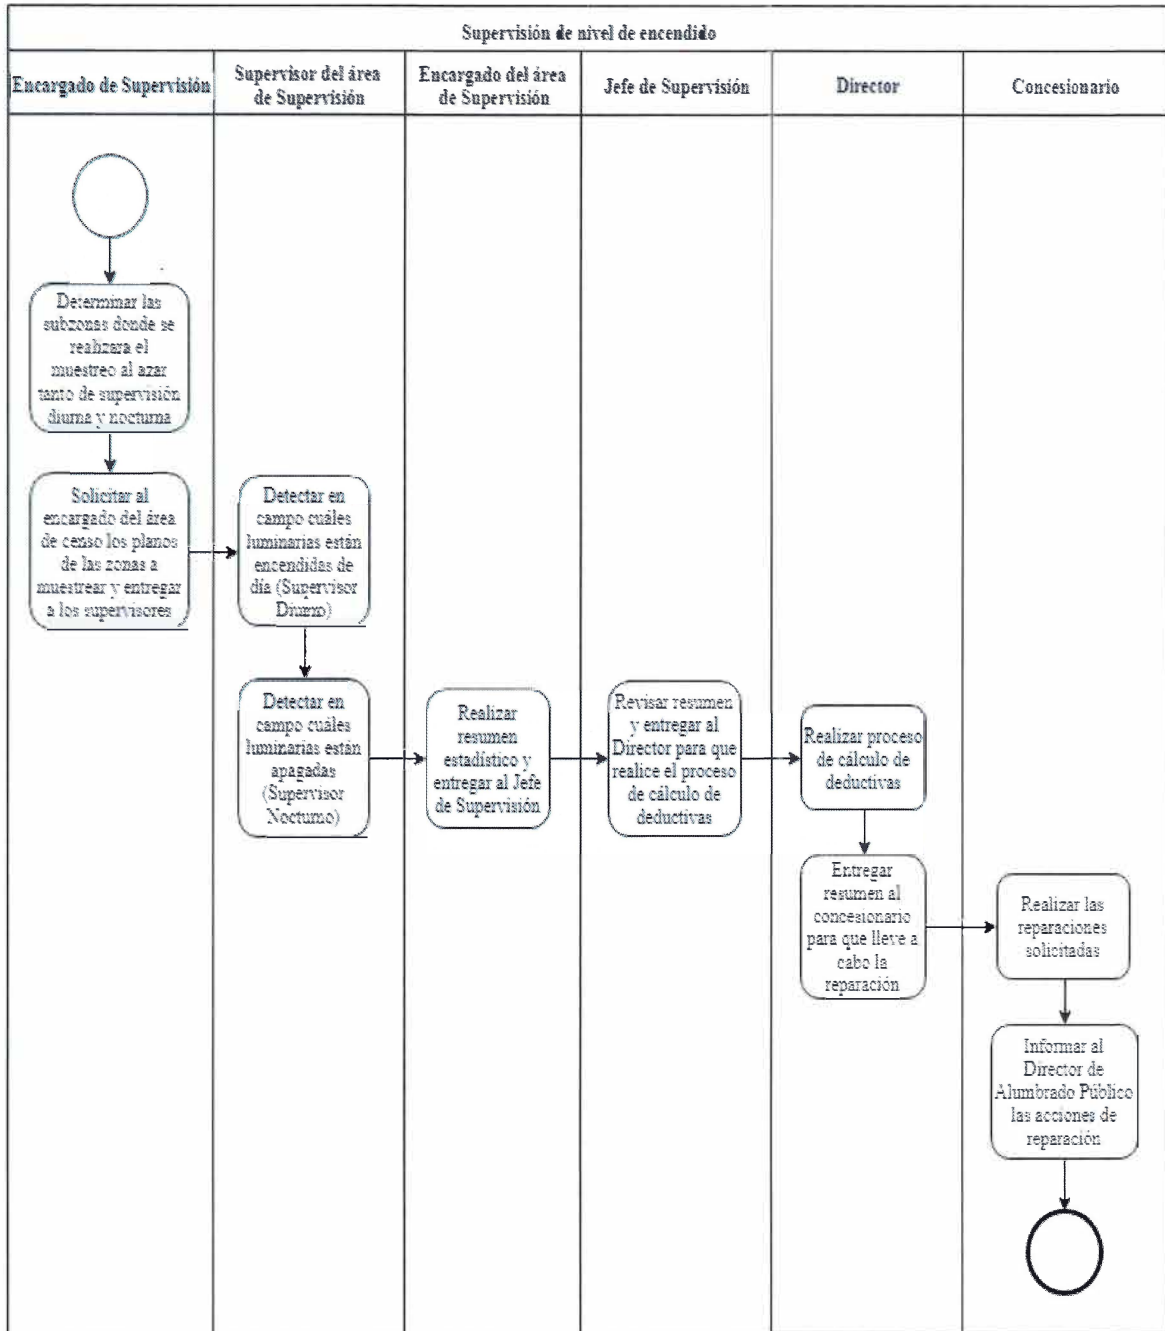 Supervisión de nivel de encendido
Encargado de Supervisión
Supervisor del área
de Supervisión
Encargado del área
de Supervisión
Jefe de Supervisión
Director
Concesionario
Determinar las
subzonas donde se
realizara el
muestreo al azar
tanto de supervisión
diurna y nocturna
Solicitar al
encargado del área
de censo los planos
de las zonas a
muestrear y entregar
a los supervisores
Detectar en
campo cuáles
luminarias están
encendidas de
día (Supervisor
Diurno)
Detectar en
campo cuáles
luminarias están
apagadas
(Supervisor
Nocturno)
Realizar
resumen
estadístico y
entregar al Jefe
de Supervisión
Revisar resumen
y entregar al
Director para que
realice el proceso
de cálculo de
deductivas
Realizar proceso
de cálculo de
deductivas
Entregar
resumen al
concesionario
para que lleve a
cabo la
reparación
Realizar las
reparaciones
solicitadas
Informar al
Director de
Alumbrado Público
las acciones de
reparación